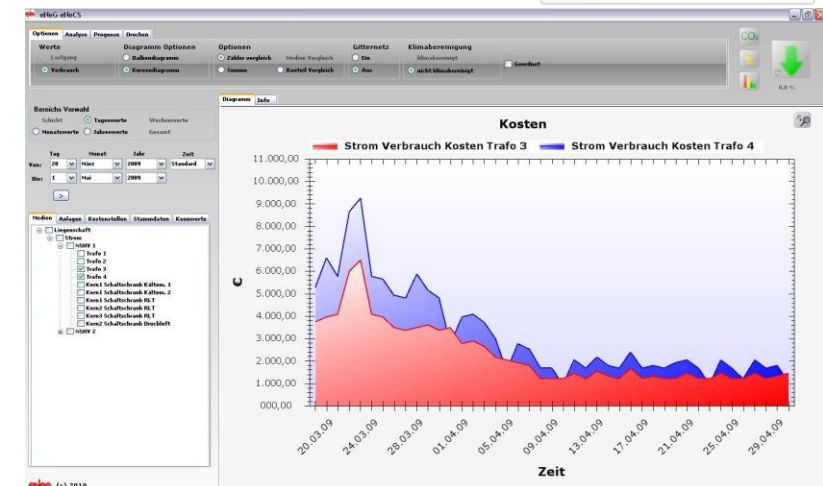 eHeG eHeCS
Optionen Analyse Prognose Drucken
Werte Diagramm Optionen Optionen Gitternetz Klimabereinigung
Lastgang Balkendiagramm Zähler vergleich Medien Vergleich Ein klimabereinigt Geordnet
Verbrauch Kurvendiagramm Summe Bauteil Vergleich Aus nicht klimabereinigt
CO₂
€
0,0 %
Bereichs Vorwahl
Schicht Tageswerte Wochenwerte
Monatswerte Jahreswerte Gesamt
Tag Monat Jahr Zeit
Von: 20 März 2009 Standard
Bis: 1 Mai 2009
>
Medien Anlagen Kostenstellen Stammdaten Kennwerte
Liegenschaft
Strom
NSHV 1
Trafo 1
Trafo 2
Trafo 3
Trafo 4
Kern1 Schaltschrank Kältem. 1
Kern1 Schaltschrank Kältem. 2
Kern1 Schaltschrank RLT
Kern2 Schaltschrank RLT
Kern3 Schaltschrank RLT
Kern2 Schaltschrank Druckluft
NSHV 2
(c) 2010
Diagramm Info
Kosten
Strom Verbrauch Kosten Trafo 3 Strom Verbrauch Kosten Trafo 4
€
11.000,00
10.000,00
9.000,00
8.000,00
7.000,00
6.000,00
5.000,00
4.000,00
3.000,00
2.000,00
1.000,00
000,00
20.03.09 24.03.09 28.03.09 01.04.09 05.04.09 09.04.09 13.04.09 17.04.09 21.04.09 25.04.09 29.04.09
Zeit